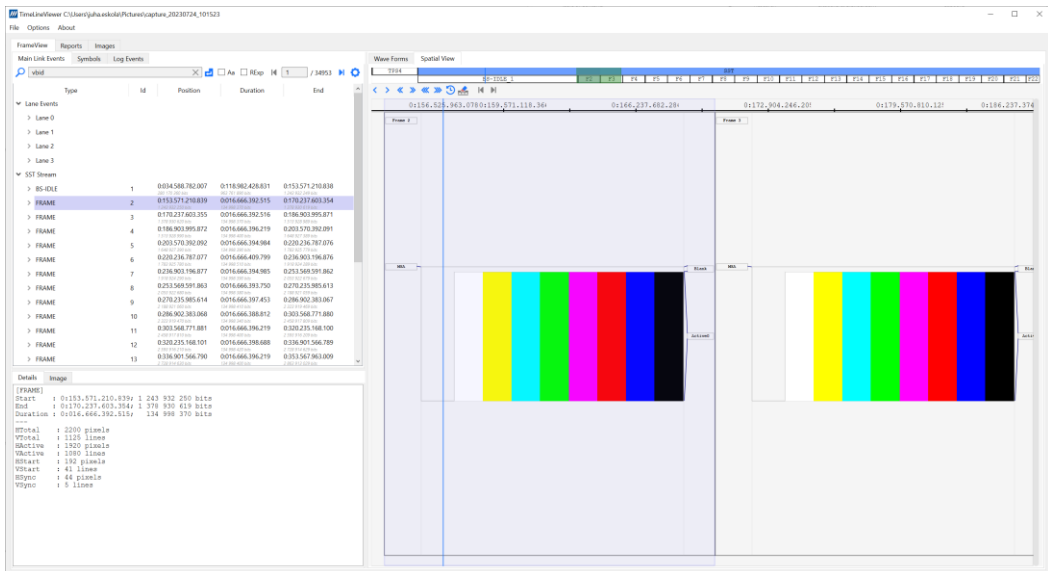 TimeLineViewer C:\Users\juha.eskola\Pictures\capture_20230724_101523
File Options About
FrameView Reports Images
Main Link Events Symbols Log Events
vbid Aa RExp 1 / 34953
Type Id Position Duration End
Lane Events
Lane 0
Lane 1
Lane 2
Lane 3
SST Stream
BS-IDLE 1 0:034.588.782.007 0:118.982.428.831 0:153.571.210.838
FRAME 2 0:153.571.210.839 0:016.666.392.515 0:170.237.603.354
FRAME 3 0:170.237.603.355 0:016.666.392.516 0:186.903.995.871
FRAME 4 0:186.903.995.872 0:016.666.396.219 0:203.570.392.091
FRAME 5 0:203.570.392.092 0:016.666.394.984 0:220.236.787.076
FRAME 6 0:220.236.787.077 0:016.666.409.799 0:236.903.196.876
FRAME 7 0:236.903.196.877 0:016.666.394.985 0:253.569.591.862
FRAME 8 0:253.569.591.863 0:016.666.393.750 0:270.235.985.613
FRAME 9 0:270.235.985.614 0:016.666.397.453 0:286.902.383.067
FRAME 10 0:286.902.383.068 0:016.666.388.812 0:303.568.771.880
FRAME 11 0:303.568.771.881 0:016.666.396.219 0:320.235.168.100
FRAME 12 0:320.235.168.101 0:016.666.398.688 0:336.901.566.789
FRAME 13 0:336.901.566.790 0:016.666.396.219 0:353.567.963.009
Details Image
[FRAME]
Start : 0:153.571.210.839; 1 243 932 250 bits
End : 0:170.237.603.354; 1 378 930 619 bits
Duration : 0:016.666.392.515; 134 998 370 bits
---
HTotal : 2200 pixels
VTotal : 1125 lines
HActive : 1920 pixels
VActive : 1080 lines
HStart : 192 pixels
VStart : 41 lines
HSync : 44 pixels
VSync : 5 lines
Wave Forms Spatial View
TPS4 SST
BS-IDLE_1 F2 F3 F4 F5 F6 F7 F8 F9 F10 F11 F12 F13 F14 F15 F16 F17 F18 F19 F20 F21 F22
0:156.525.963.078 0:159.571.118.36 0:166.237.682.28 0:172.904.246.20 0:179.570.810.12 0:186.237.374
Frame 2 Frame 3
MSA Blank MSA
Active0